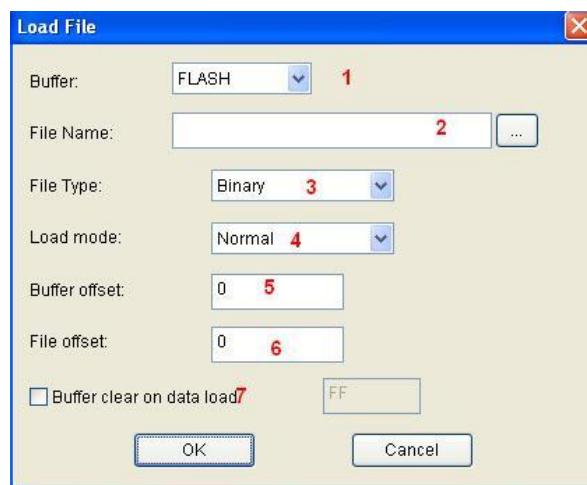 Load File
Buffer: FLASH 1
File Name: 2 ...
File Type: Binary 3
Load mode: Normal 4
Buffer offset: 0 5
File offset: 0 6
Buffer clear on data load 7 FF
OK Cancel